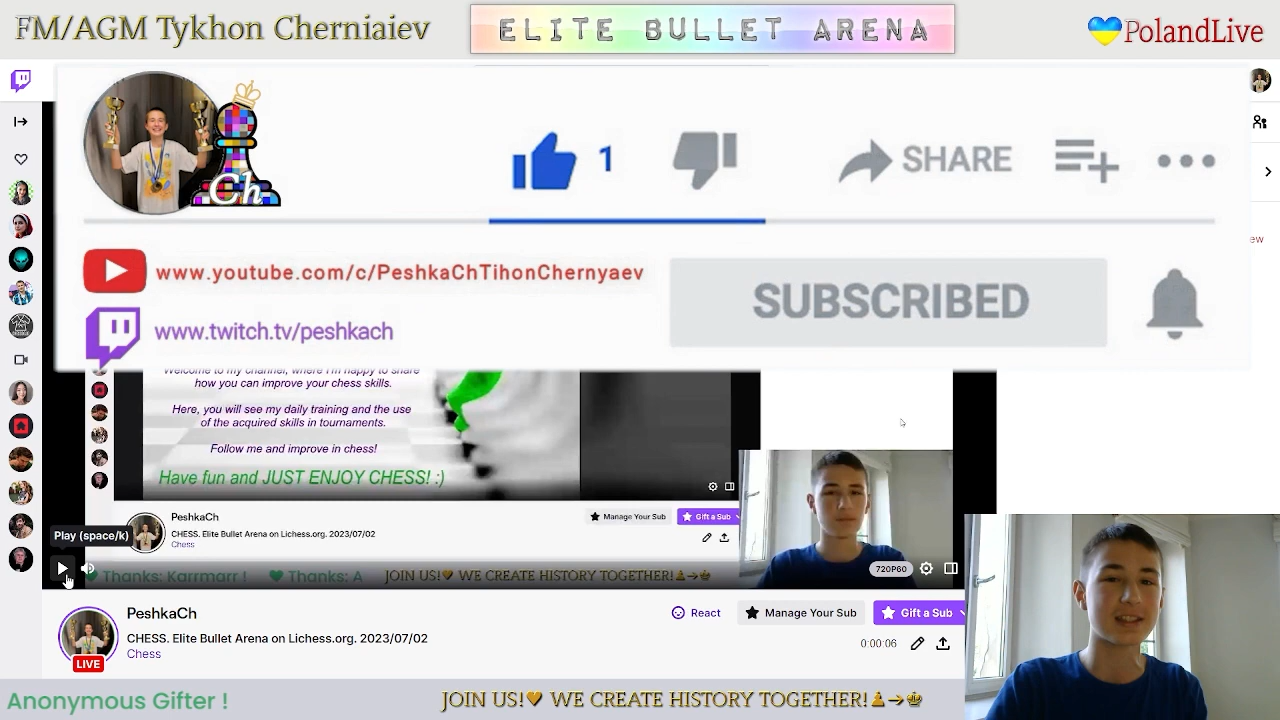 FM/AGM Tykhon Cherniaiev
ELITE BULLET ARENA
PolandLive
Ch
1
SHARE
www.youtube.com/c/PeshkaChTihonChernyaev
SUBSCRIBED
www.twitch.tv/peshkach
ew
Welcome to my channel, where I'm happy to share
how you can improve your chess skills.
Here, you will see my daily training and the use
of the acquired skills in tournaments.
Follow me and improve in chess!
Have fun and JUST ENJOY CHESS! :)
PeshkaCh
Manage Your Sub
Gift a Sub
CHESS. Elite Bullet Arena on Lichess.org. 2023/07/02
Chess
Play (space/k)
Thanks: Karrmarr !
Thanks: A
JOIN US! WE CREATE HISTORY TOGETHER!
720P60
PeshkaCh
React
Manage Your Sub
Gift a Sub
CHESS. Elite Bullet Arena on Lichess.org. 2023/07/02
0:00:06
Chess
LIVE
Anonymous Gifter !
JOIN US! WE CREATE HISTORY TOGETHER!